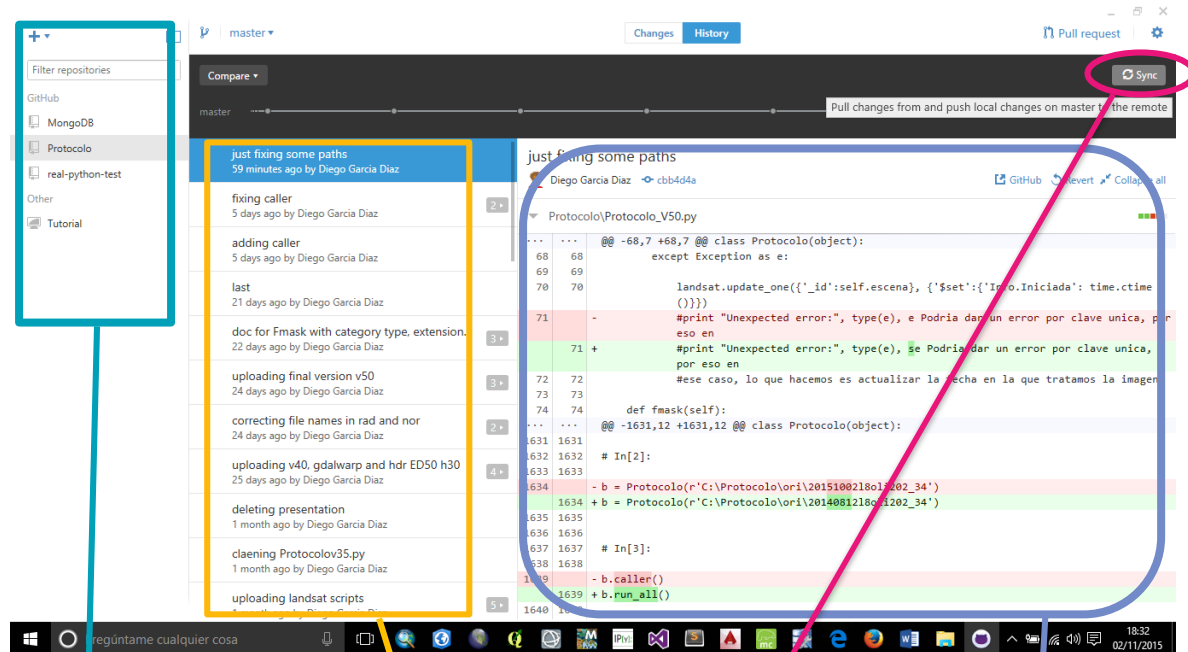 master ▾
Changes
History
Pull request
Filter repositories
GitHub
MongoDB
Protocolo
real-python-test
Other
Tutorial
Compare ▾
Sync
master
Pull changes from and push local changes on master to the remote
just fixing some paths
59 minutes ago by Diego Garcia Diaz
fixing caller
5 days ago by Diego Garcia Diaz
2
adding caller
5 days ago by Diego Garcia Diaz
last
21 days ago by Diego Garcia Diaz
doc for Fmask with category type, extension.
22 days ago by Diego Garcia Diaz
3
uploading final version v50
24 days ago by Diego Garcia Diaz
3
correcting file names in rad and nor
24 days ago by Diego Garcia Diaz
2
uploading v40, gdalwarp and hdr ED50 h30
25 days ago by Diego Garcia Diaz
4
deleting presentation
1 month ago by Diego Garcia Diaz
claening Protocolov35.py
1 month ago by Diego Garcia Diaz
uploading landsat scripts
1 month ago by Diego Garcia Diaz
5
just fixing some paths
Diego Garcia Diaz cbb4d4a
GitHub Revert Collapse all
Protocolo\Protocolo_V50.py
... ... @@ -68,7 +68,7 @@ class Protocolo(object):
68 68 except Exception as e:
69 69
70 70 landsat.update_one({'_id':self.escena}, {'$set':{'Info.Iniciada': time.ctime
()}})
71 - #print "Unexpected error:", type(e), e Podria dar un error por clave unica, por
eso en
71 + #print "Unexpected error:", type(e), se Podria dar un error por clave unica,
por eso en
72 72 #ese caso, lo que hacemos es actualizar la fecha en la que tratamos la imagen
73 73
74 74 def fmask(self):
... ... @@ -1631,12 +1631,12 @@ class Protocolo(object):
1631 1631
1632 1632 # In[2]:
1633 1633
1634 - b = Protocolo(r'C:\Protocolo\ori\20151002l8oli202_34')
1634 + b = Protocolo(r'C:\Protocolo\ori\20140812l8oli202_34')
1635 1635
1636 1636
1637 1637 # In[3]:
1638 1638
1639 - b.caller()
1639 + b.run_all()
1640 1640
regúntame cualquier cosa
IP[y]:
18:32
02/11/2015